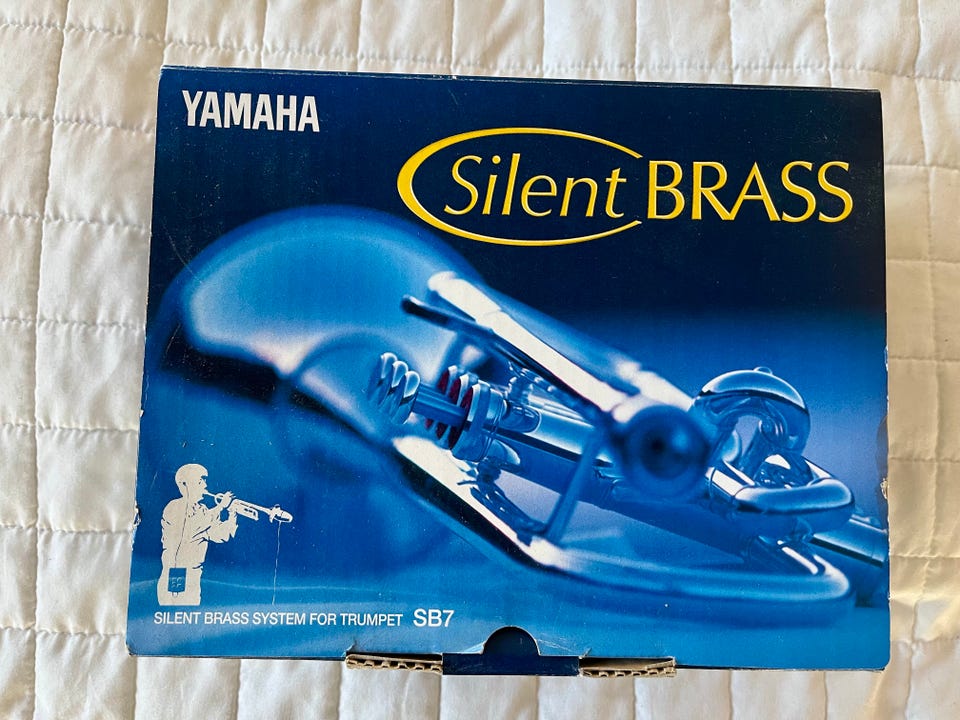 YAMAHA
Silent BRASS
SILENT BRASS SYSTEM FOR TRUMPET SB7